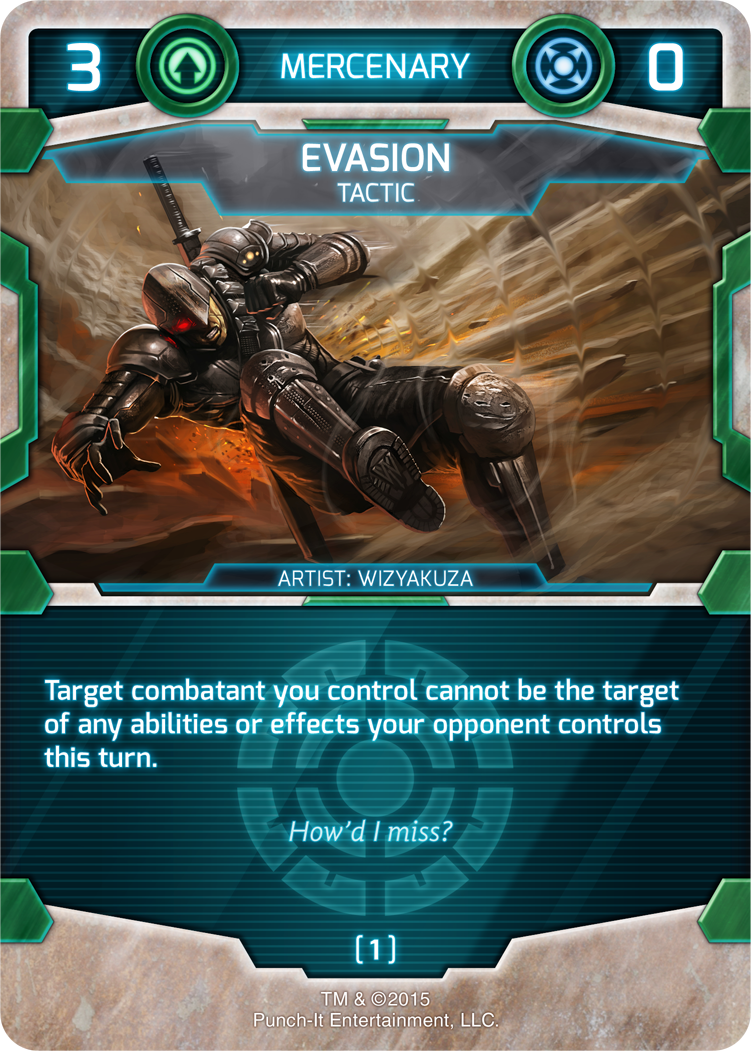 3 MERCENARY 0
EVASION
TACTIC
ARTIST: WIZYAKUZA
Target combatant you control cannot be the target
of any abilities or effects your opponent controls
this turn.
How'd I miss?
[1]
TM & ©2015
Punch-It Entertainment, LLC.